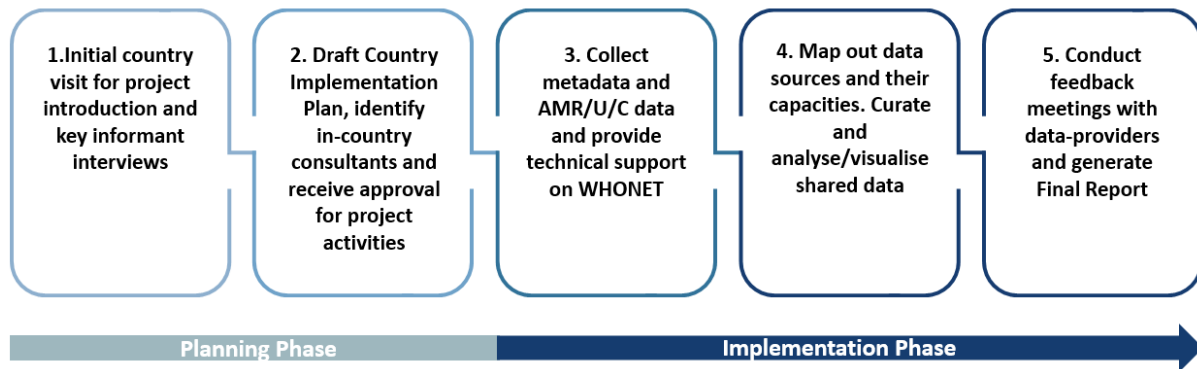 1.Initial country
visit for project
introduction and
key informant
interviews
2. Draft Country
Implementation
Plan, identify
in-country
consultants and
receive approval
for project
activities
3. Collect
metadata and
AMR/U/C data
and provide
technical support
on WHONET
4. Map out data
sources and their
capacities. Curate
and
analyse/visualise
shared data
5. Conduct
feedback
meetings with
data-providers
and generate
Final Report
Planning Phase
Implementation Phase